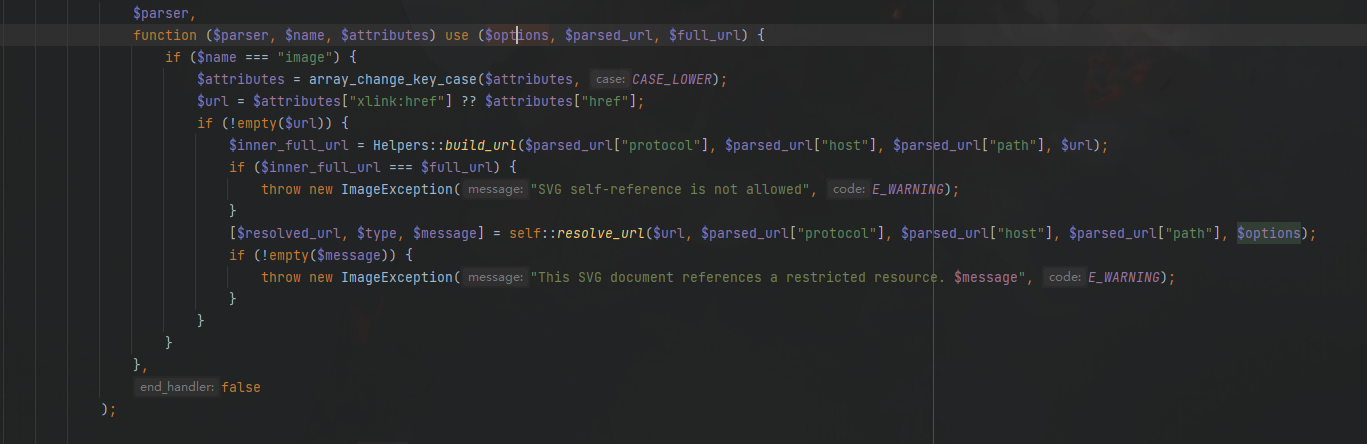 $parser,
function ($parser, $name, $attributes) use ($options, $parsed_url, $full_url) {
if ($name === "image") {
$attributes = array_change_key_case($attributes, case: CASE_LOWER);
$url = $attributes["xlink:href"] ?? $attributes["href"];
if (!empty($url)) {
$inner_full_url = Helpers::build_url($parsed_url["protocol"], $parsed_url["host"], $parsed_url["path"], $url);
if ($inner_full_url === $full_url) {
throw new ImageException( message: "SVG self-reference is not allowed", code: E_WARNING);
}
[$resolved_url, $type, $message] = self::resolve_url($url, $parsed_url["protocol"], $parsed_url["host"], $parsed_url["path"], $options);
if (!empty($message)) {
throw new ImageException( message: "This SVG document references a restricted resource. $message", code: E_WARNING);
}
}
}
},
end_handler: false
);